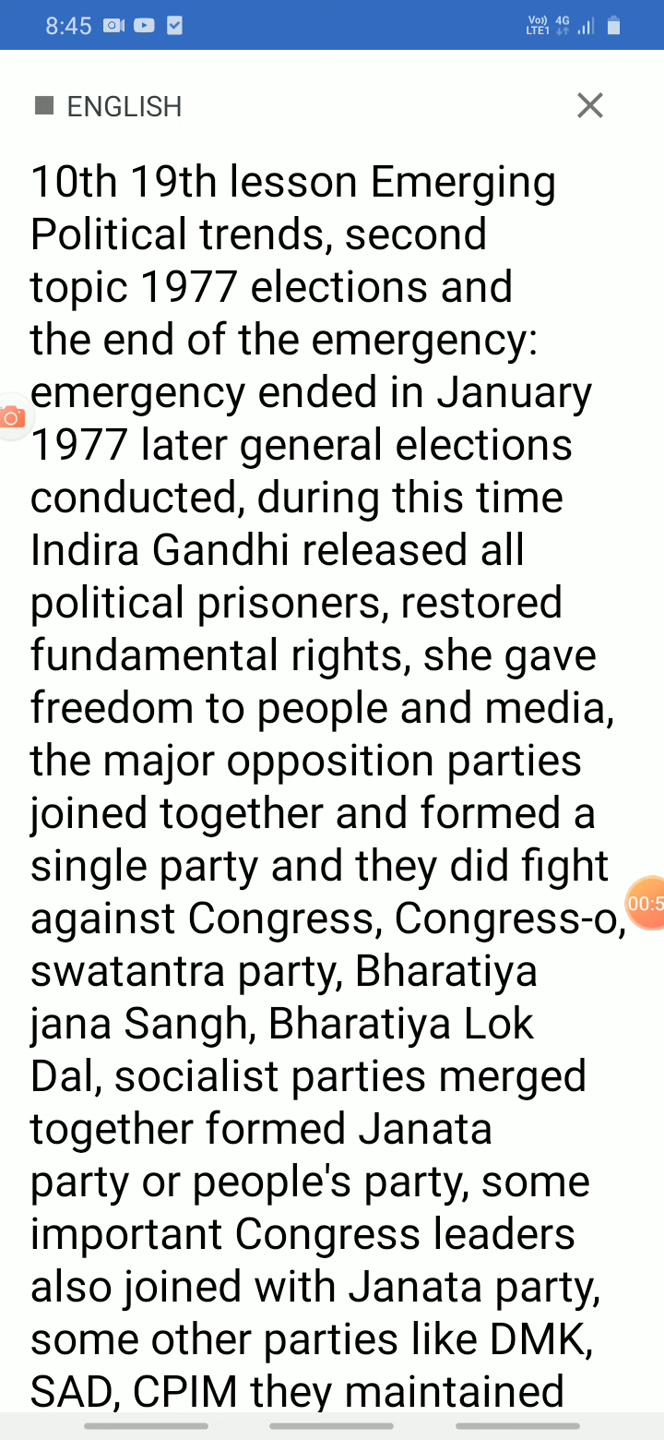 8:45
Vo)) 4G
LTE1
ENGLISH
10th 19th lesson Emerging
Political trends, second
topic 1977 elections and
the end of the emergency:
emergency ended in January
1977 later general elections
conducted, during this time
Indira Gandhi released all
political prisoners, restored
fundamental rights, she gave
freedom to people and media,
the major opposition parties
joined together and formed a
single party and they did fight
against Congress, Congress-o,
00:5
swatantra party, Bharatiya
jana Sangh, Bharatiya Lok
Dal, socialist parties merged
together formed Janata
party or people's party, some
important Congress leaders
also joined with Janata party,
some other parties like DMK,
SAD, CPIM they maintained